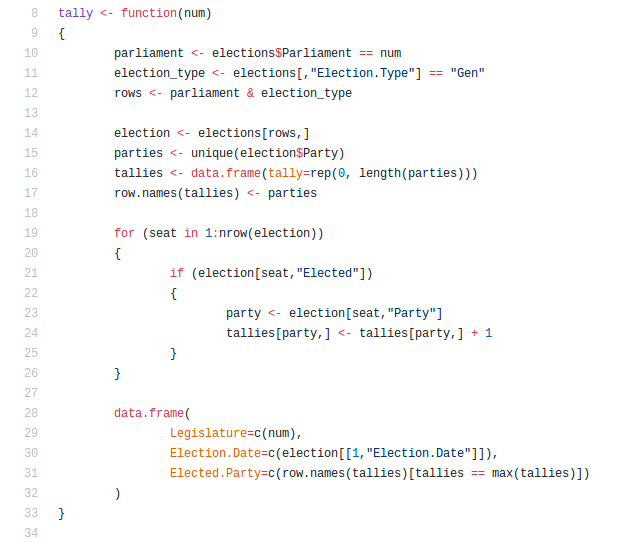 8 tally <- function(num)
9 {
10 parliament <- elections$Parliament == num
11 election_type <- elections[,"Election.Type"] == "Gen"
12 rows <- parliament & election_type
13
14 election <- elections[rows,]
15 parties <- unique(election$Party)
16 tallies <- data.frame(tally=rep(0, length(parties)))
17 row.names(tallies) <- parties
18
19 for (seat in 1:nrow(election))
20 {
21 if (election[seat,"Elected"])
22 {
23 party <- election[seat,"Party"]
24 tallies[party,] <- tallies[party,] + 1
25 }
26 }
27
28 data.frame(
29 Legislature=c(num),
30 Election.Date=c(election[[1,"Election.Date"]]),
31 Elected.Party=c(row.names(tallies)[tallies == max(tallies)])
32 )
33 }
34